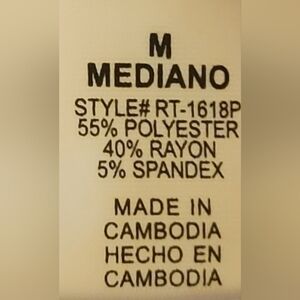 M
MEDIANO
STYLE# RT-1618P
55% POLYESTER
40% RAYON
5% SPANDEX
MADE IN
CAMBODIA
HECHO EN
CAMBODIA